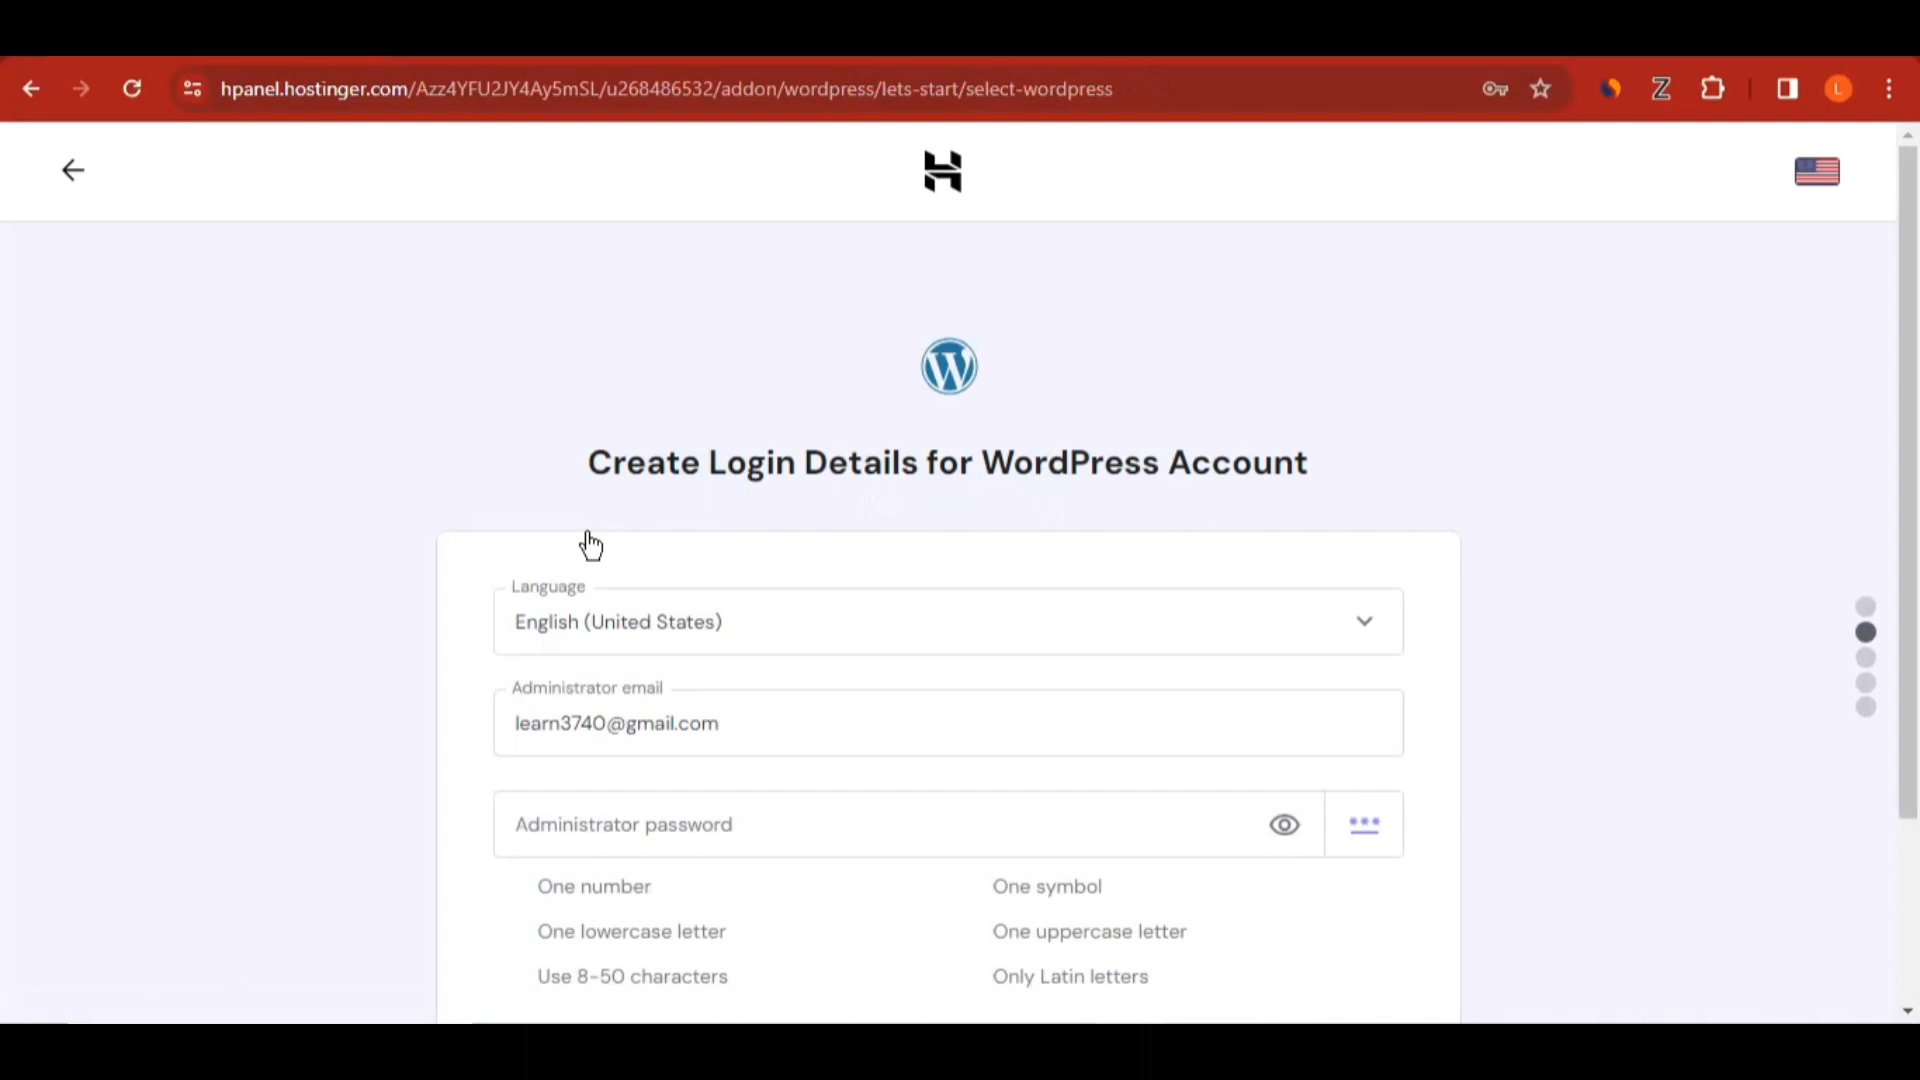 hpanel.hostinger.com/Azz4YFU2JY4Ay5mSL/u268486532/addon/wordpress/lets-start/select-wordpress
L
Create Login Details for WordPress Account
Language
English (United States)
Administrator email
learn3740@gmail.com
Administrator password
One number
One symbol
One lowercase letter
One uppercase letter
Use 8-50 characters
Only Latin letters